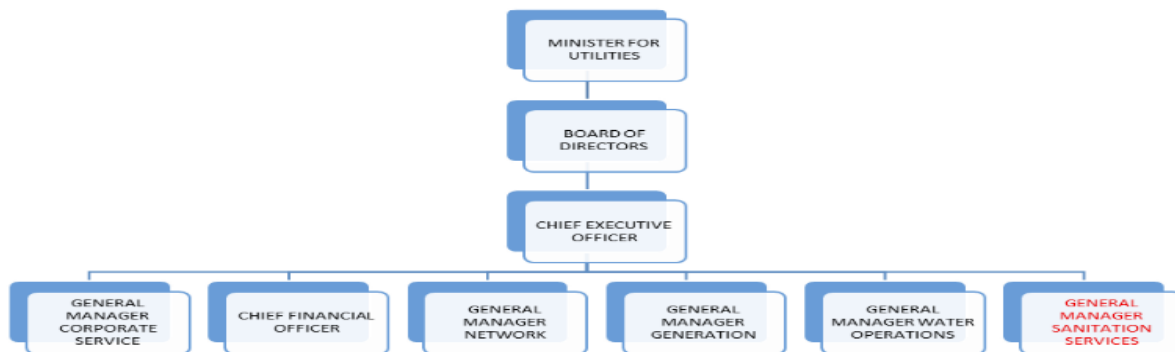 MINISTER FOR
UTILITIES
BOARD OF
DIRECTORS
CHIEF EXECUTIVE
OFFICER
GENERAL
MANAGER
CORPORATE
SERVICE
CHIEF FINANCIAL
OFFICER
GENERAL
MANAGER
NETWORK
GENERAL
MANAGER
GENERATION
GENERAL
MANAGER WATER
OPERATIONS
GENERAL
MANAGER
SANITATION
SERVICES